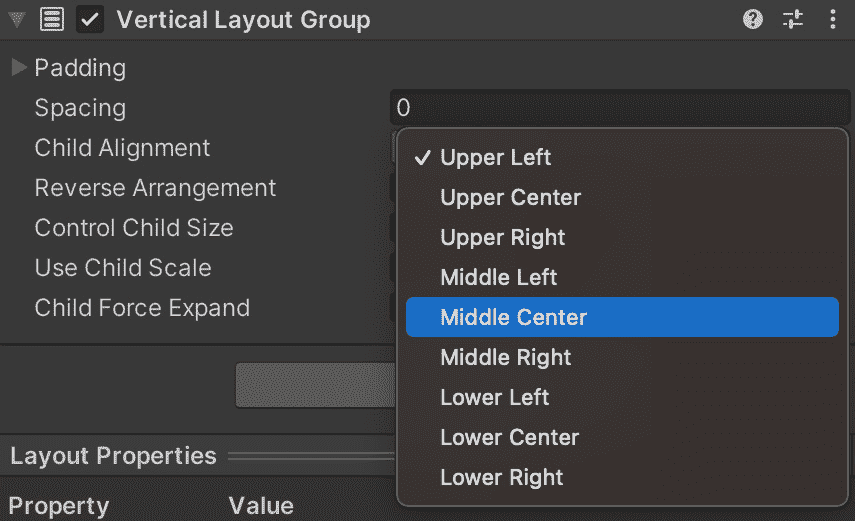 Vertical Layout Group
Padding
Spacing 0
Child Alignment
✓ Upper Left
Upper Center
Reverse Arrangement
Upper Right
Control Child Size
Middle Left
Use Child Scale
Middle Center
Child Force Expand
Middle Right
Lower Left
Lower Center
Layout Properties
Lower Right
Property Value